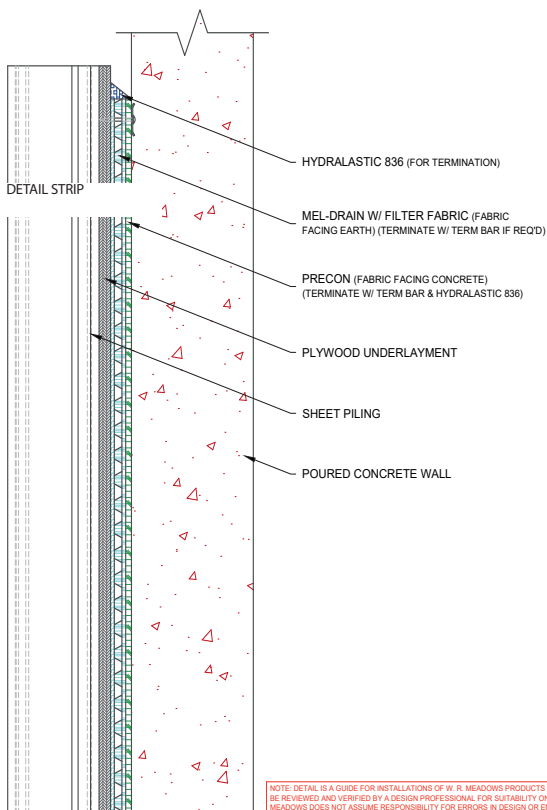 HYDRALASTIC 836 (FOR TERMINATION)
DETAIL STRIP
MEL-DRAIN W/ FILTER FABRIC (FABRIC
FACING EARTH) (TERMINATE W/ TERM BAR IF REQ'D)
PRECON (FABRIC FACING CONCRETE)
(TERMINATE W/ TERM BAR & HYDRALASTIC 836)
PLYWOOD UNDERLAYMENT
SHEET PILING
POURED CONCRETE WALL
NOTE: DETAIL IS A GUIDE FOR INSTALLATIONS OF W. R. MEADOWS PRODUCTS
BE REVIEWED AND VERIFIED BY A DESIGN PROFESSIONAL FOR SUITABILITY
MEADOWS DOES NOT ASSUME RESPONSIBILITY FOR ERRORS IN DESIGN OR